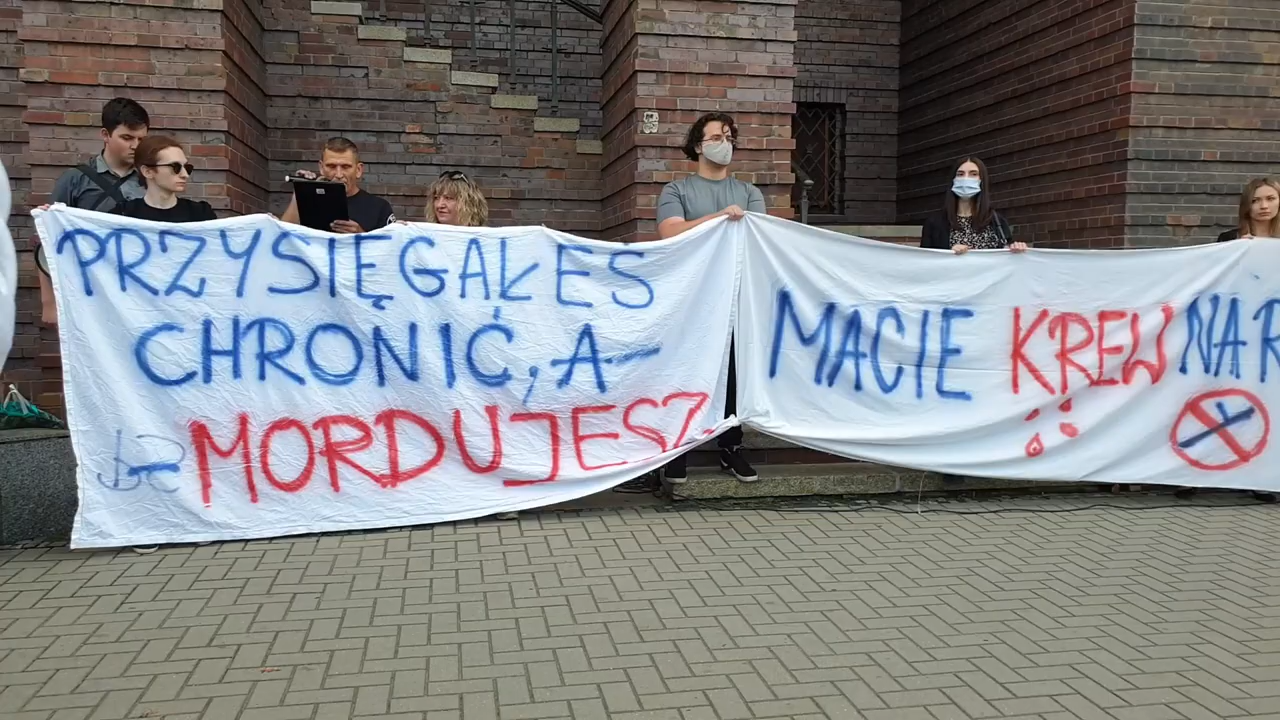 PRZYSIĘGAŁEŚ
CHRONIĆ, A-
MORDUJESZ.
MACIE KREW NA R